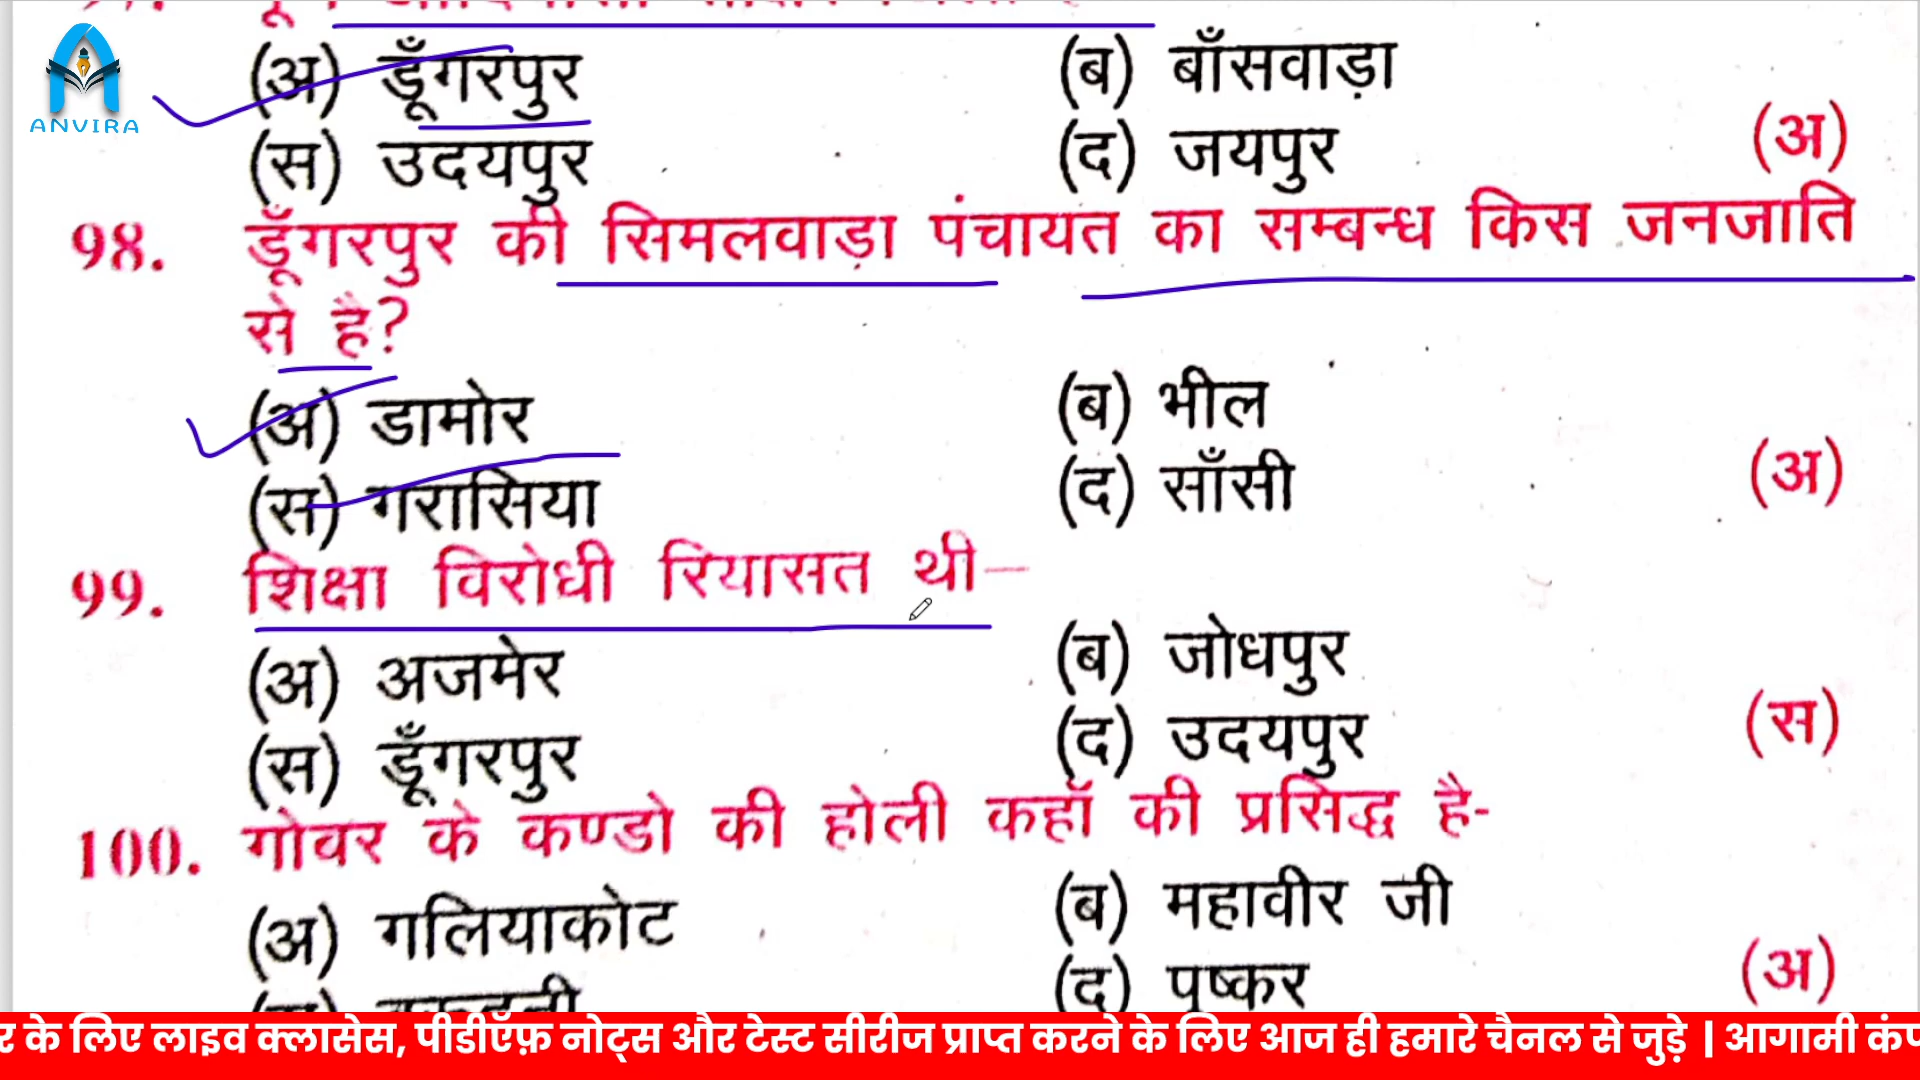 ANVIRA
(अ) डूँगरपुर (ब) बाँसवाड़ा
(स) उदयपुर (द) जयपुर (अ)
98. डूँगरपुर की सिमलवाड़ा पंचायत का सम्बन्ध किस जनजाति
से है?
(अ) डामोर (ब) भील
(स) गरासिया (द) साँसी (अ)
99. शिक्षा विरोधी रियासत थी–
(अ) अजमेर (ब) जोधपुर
(स) डूँगरपुर (द) उदयपुर (स)
100. गोवर के कण्डो की होली कहाँ की प्रसिद्ध है-
(अ) गलियाकोट (ब) महावीर जी
(द) पुष्कर (अ)
के लिए लाइव क्लासेस, पीडीएफ़ नोट्स और टेस्ट सीरीज प्राप्त करने के लिए आज ही हमारे चैनल से जुड़े | आगामी